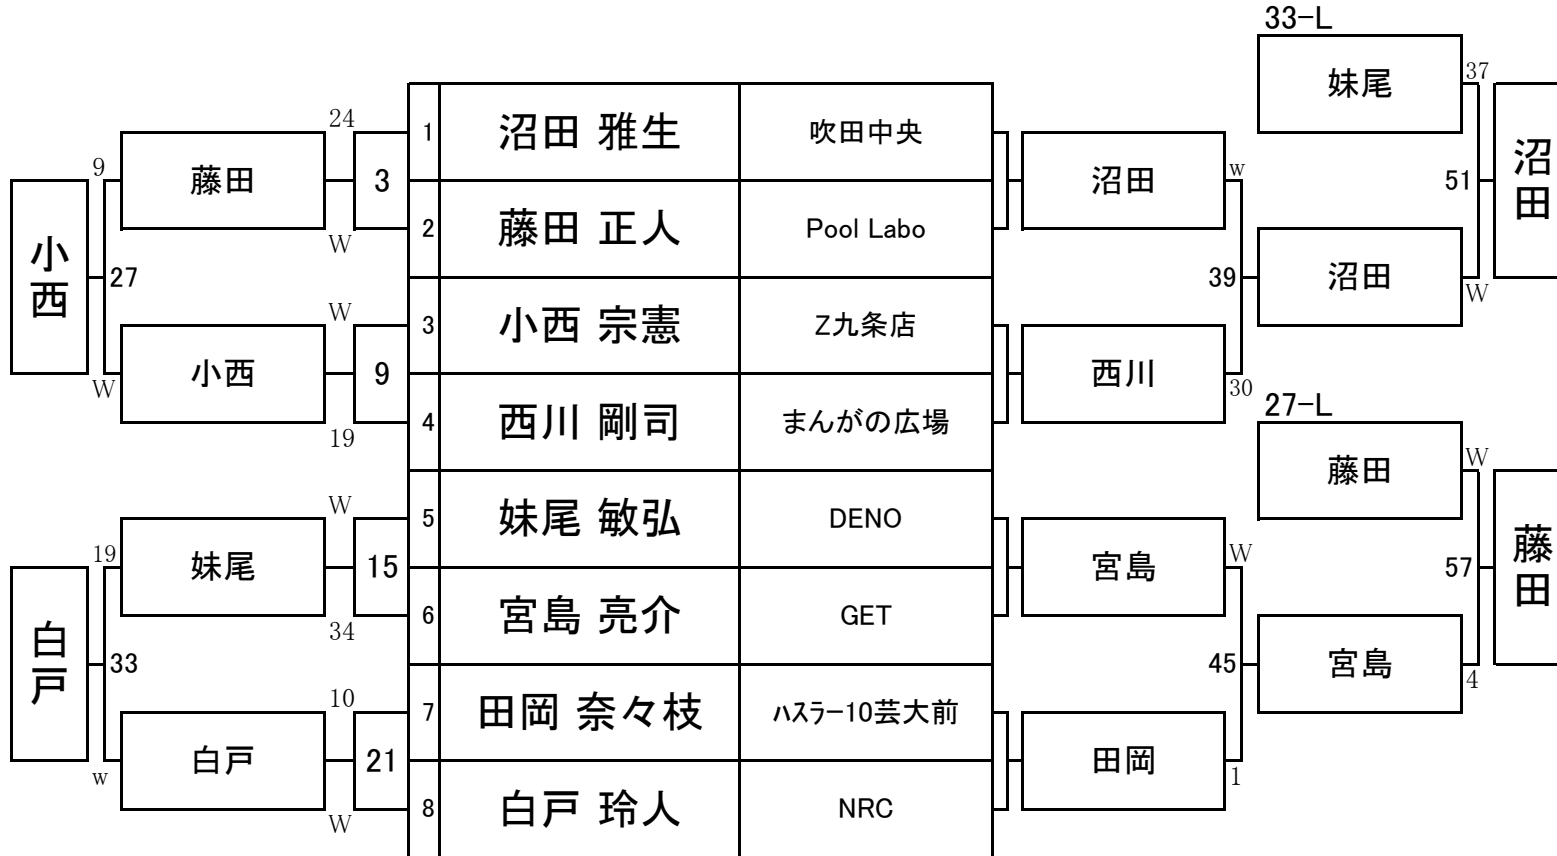 33-L
妹尾
37
沼田
51
24
1
沼田 雅生
吹田中央
9
藤田
3
沼田
w
小西
W
2
藤田 正人
Pool Labo
沼田
W
27
39
W
3
小西 宗憲
Z九条店
小西
9
西川
W
19
4
西川 剛司
まんがの広場
30
27-L
藤田
W
藤田
57
W
5
妹尾 敏弘
DENO
19
妹尾
15
宮島
W
白戸
34
6
宮島 亮介
GET
宮島
4
33
45
10
7
田岡 奈々枝
ﾊｽﾗｰ10芸大前
白戸
21
田岡
w
1
W
8
白戸 玲人
NRC